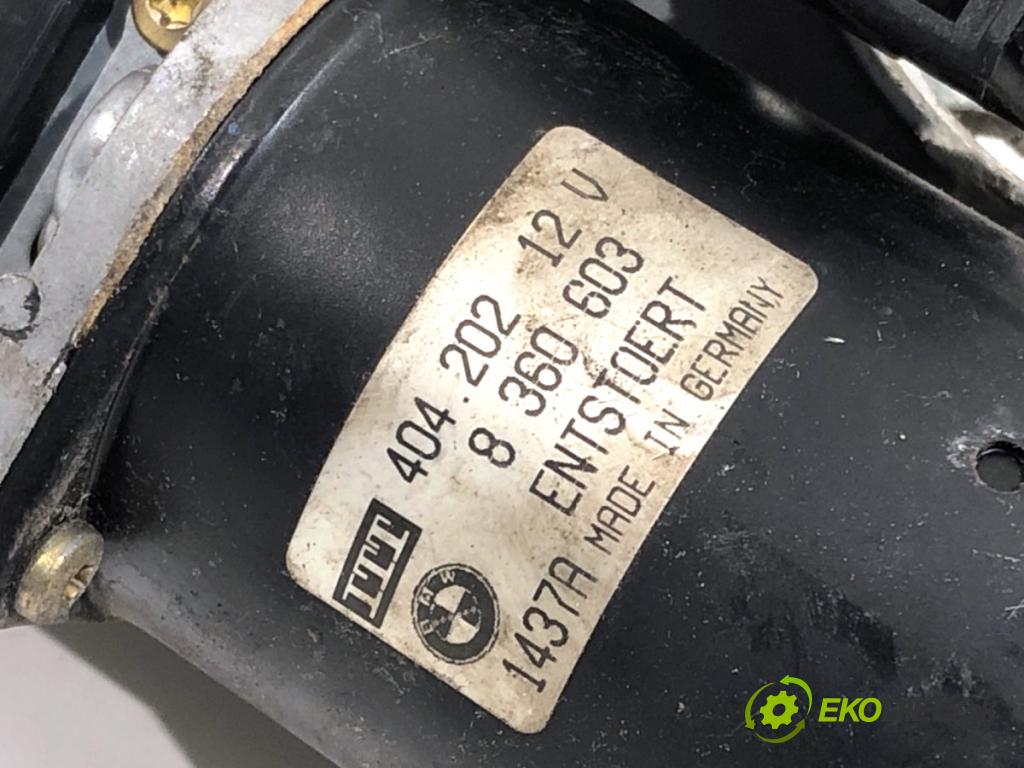 404.202 12 V
8 360 603
ENTSTOERT
1437A MADE IN GERMANY
ITT
BMW
EKO